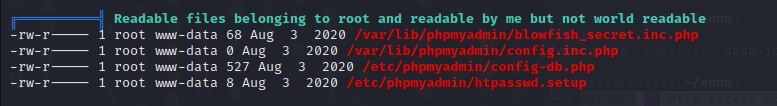 Readable files belonging to root and readable by me but not world readable
-rw-r----- 1 root www-data 68 Aug  3  2020 /var/lib/phpmyadmin/blowfish_secret.inc.php
-rw-r----- 1 root www-data 0 Aug  3  2020 /var/lib/phpmyadmin/config.inc.php
-rw-r----- 1 root www-data 527 Aug  3  2020 /etc/phpmyadmin/config-db.php
-rw-r----- 1 root www-data 8 Aug  3  2020 /etc/phpmyadmin/htpasswd.setup